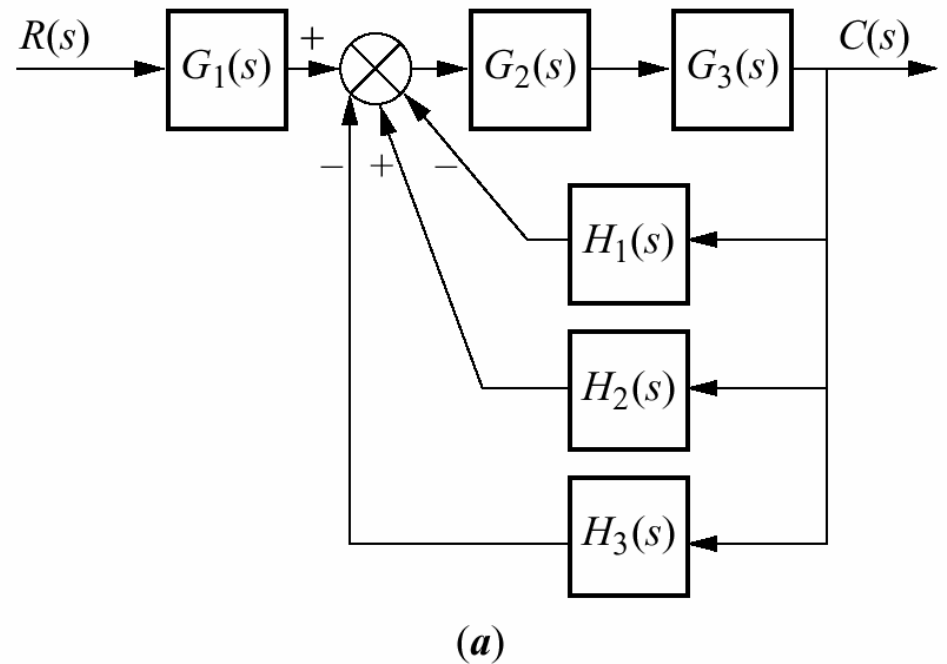 R(s) G₁(s) + G₂(s) G₃(s) C(s)
− + −
H₁(s)
H₂(s)
H₃(s)
(a)